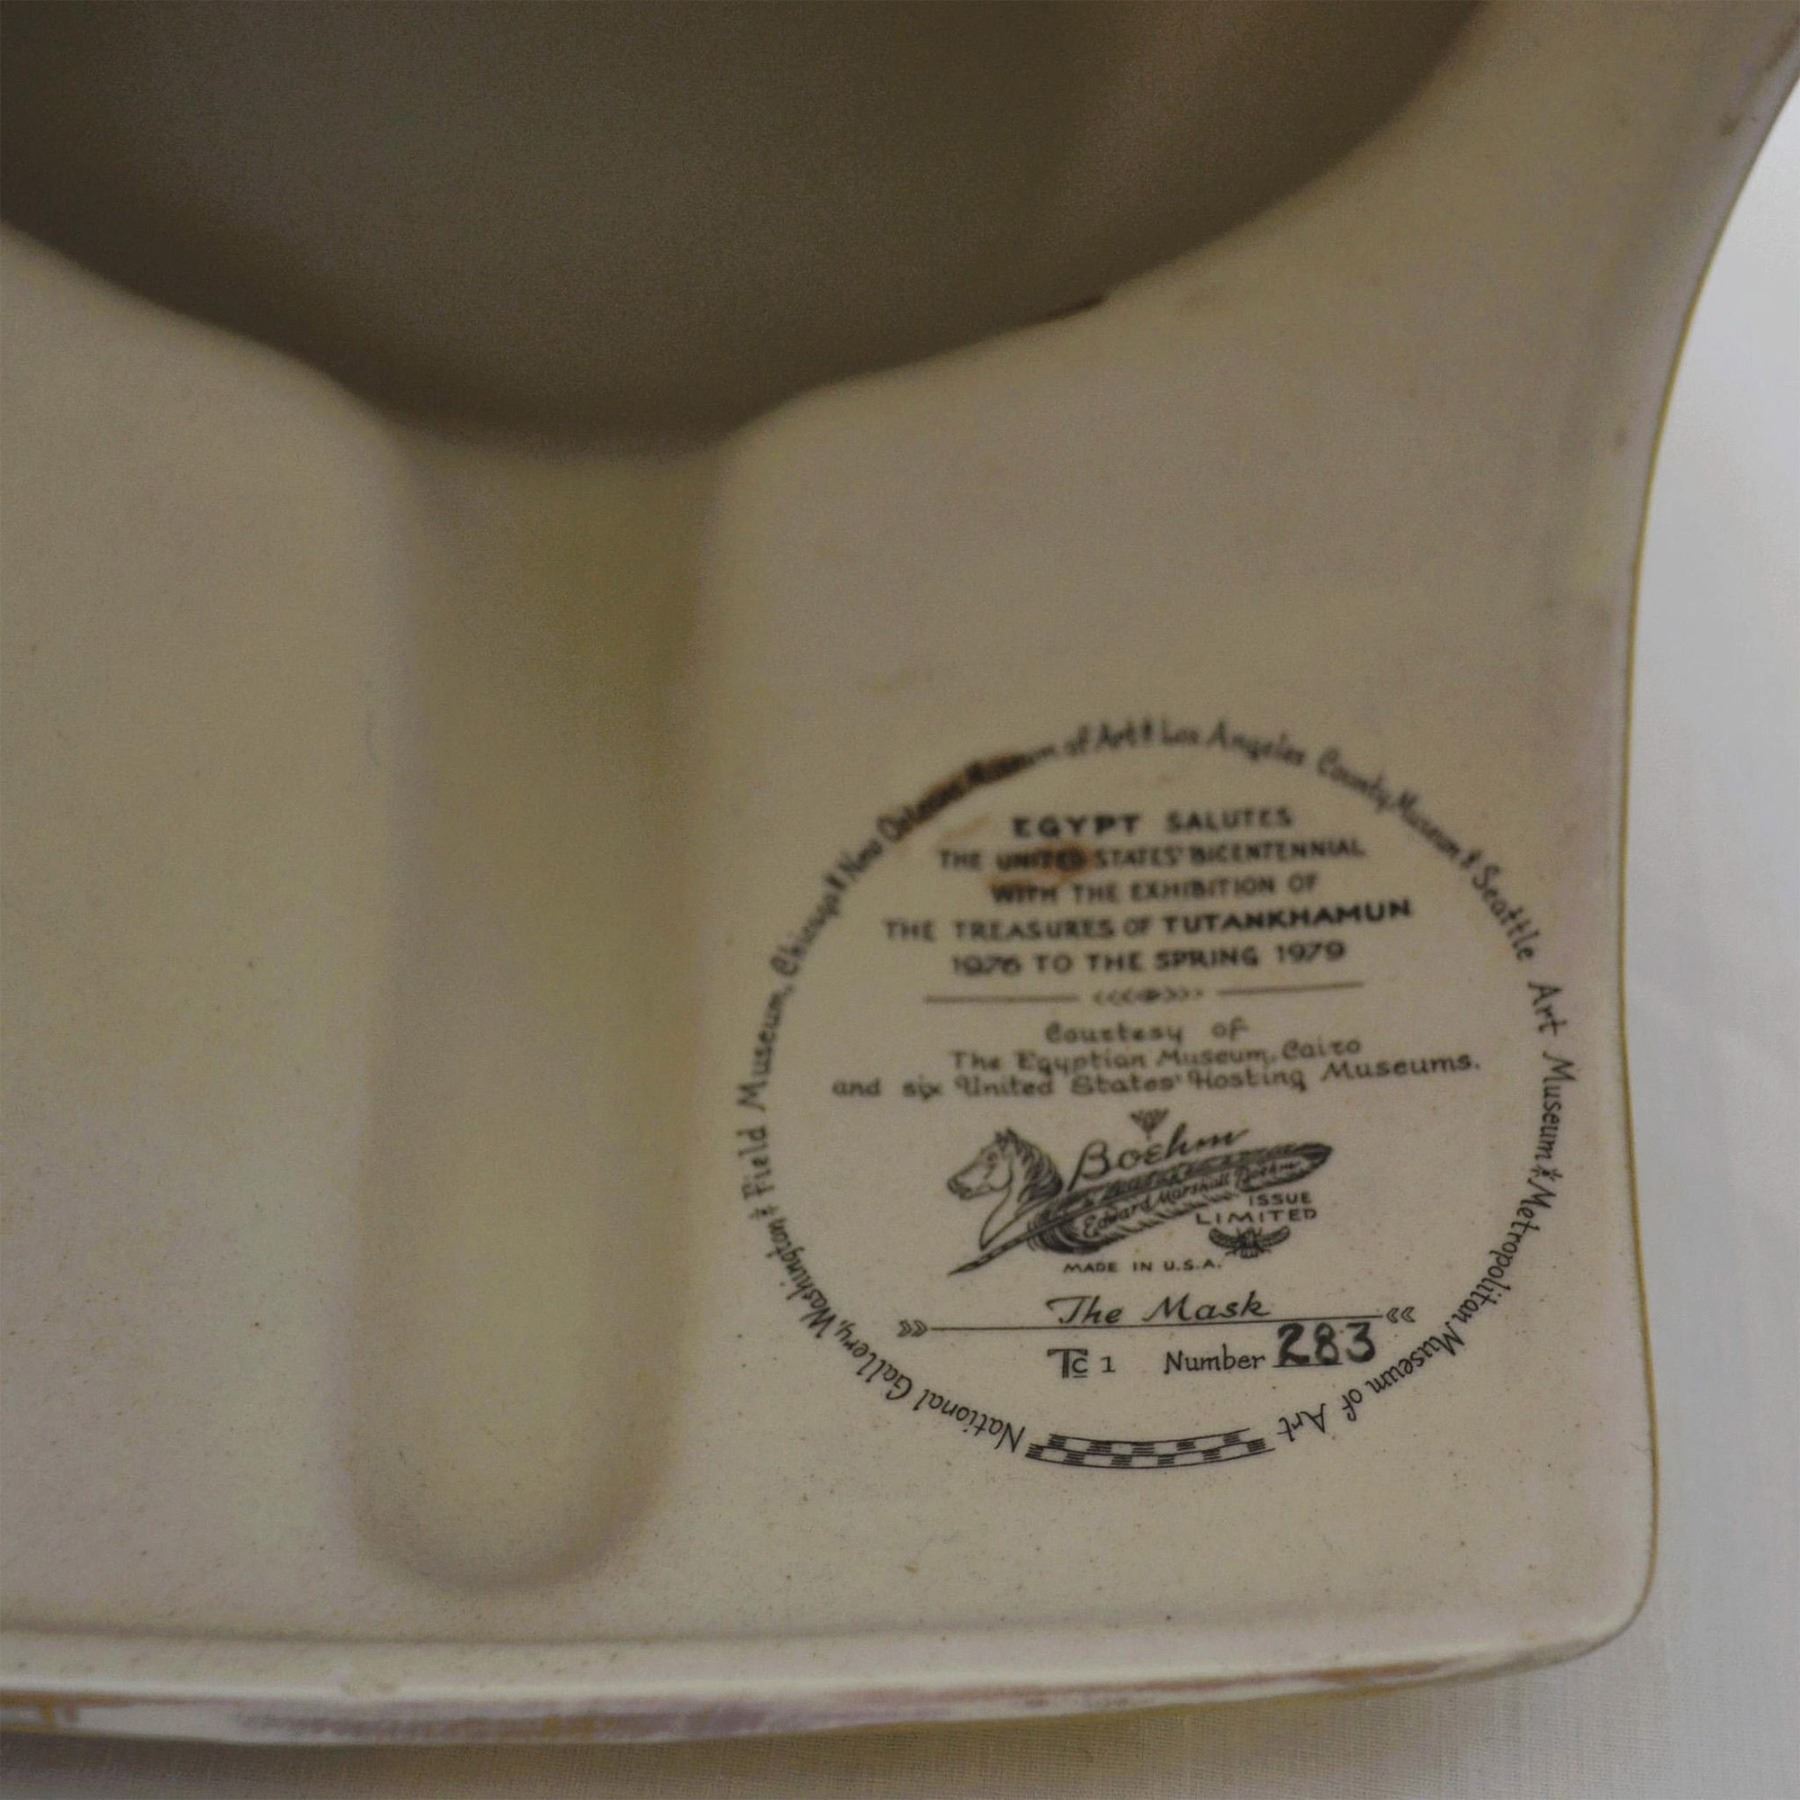 National Gallery, Washington & Field Museum, Chicago & New Orleans Museum of Art & Los Angeles County Museum & Seattle Art Museum & Metropolitan Museum of Art
EGYPT SALUTES
THE UNITED STATES' BICENTENNIAL
WITH THE EXHIBITION OF
THE TREASURES OF TUTANKHAMUN
1976 TO THE SPRING 1979
Courtesy of
The Egyptian Museum, Cairo
and six United States' Hosting Museums.
Boehm
Edward Marshall Boehm
ISSUE
LIMITED
MADE IN U.S.A.
The Mask
Tc 1 Number 283